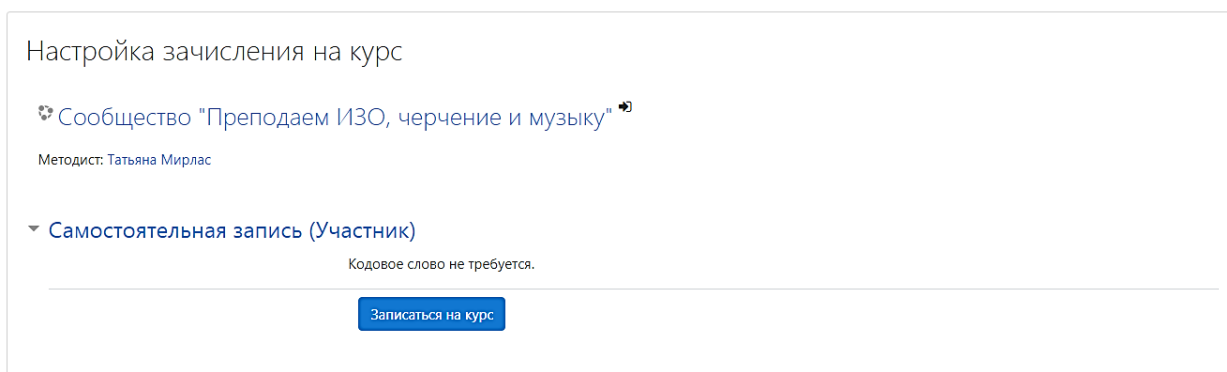 Настройка зачисления на курс
Сообщество "Преподаем ИЗО, черчение и музыку"
Методист: Татьяна Мирлас
Самостоятельная запись (Участник)
Кодовое слово не требуется.
Записаться на курс